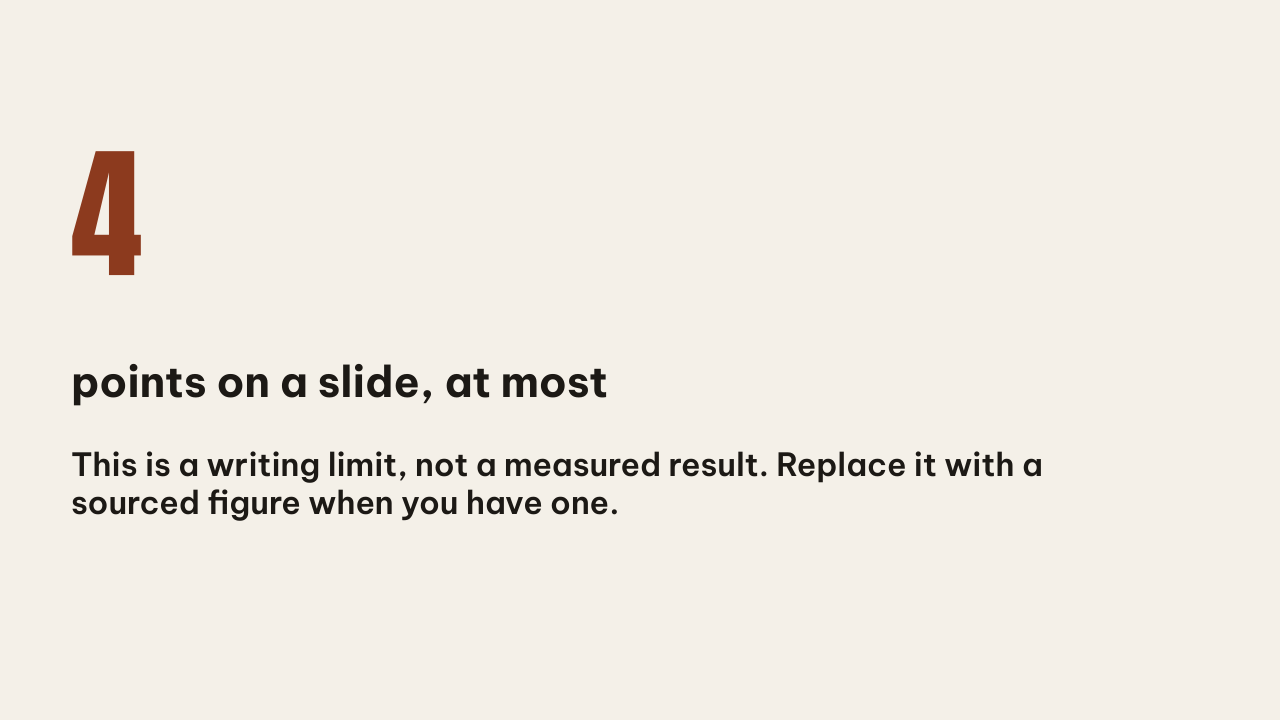 4
points on a slide, at most
This is a writing limit, not a measured result. Replace it with a
sourced figure when you have one.